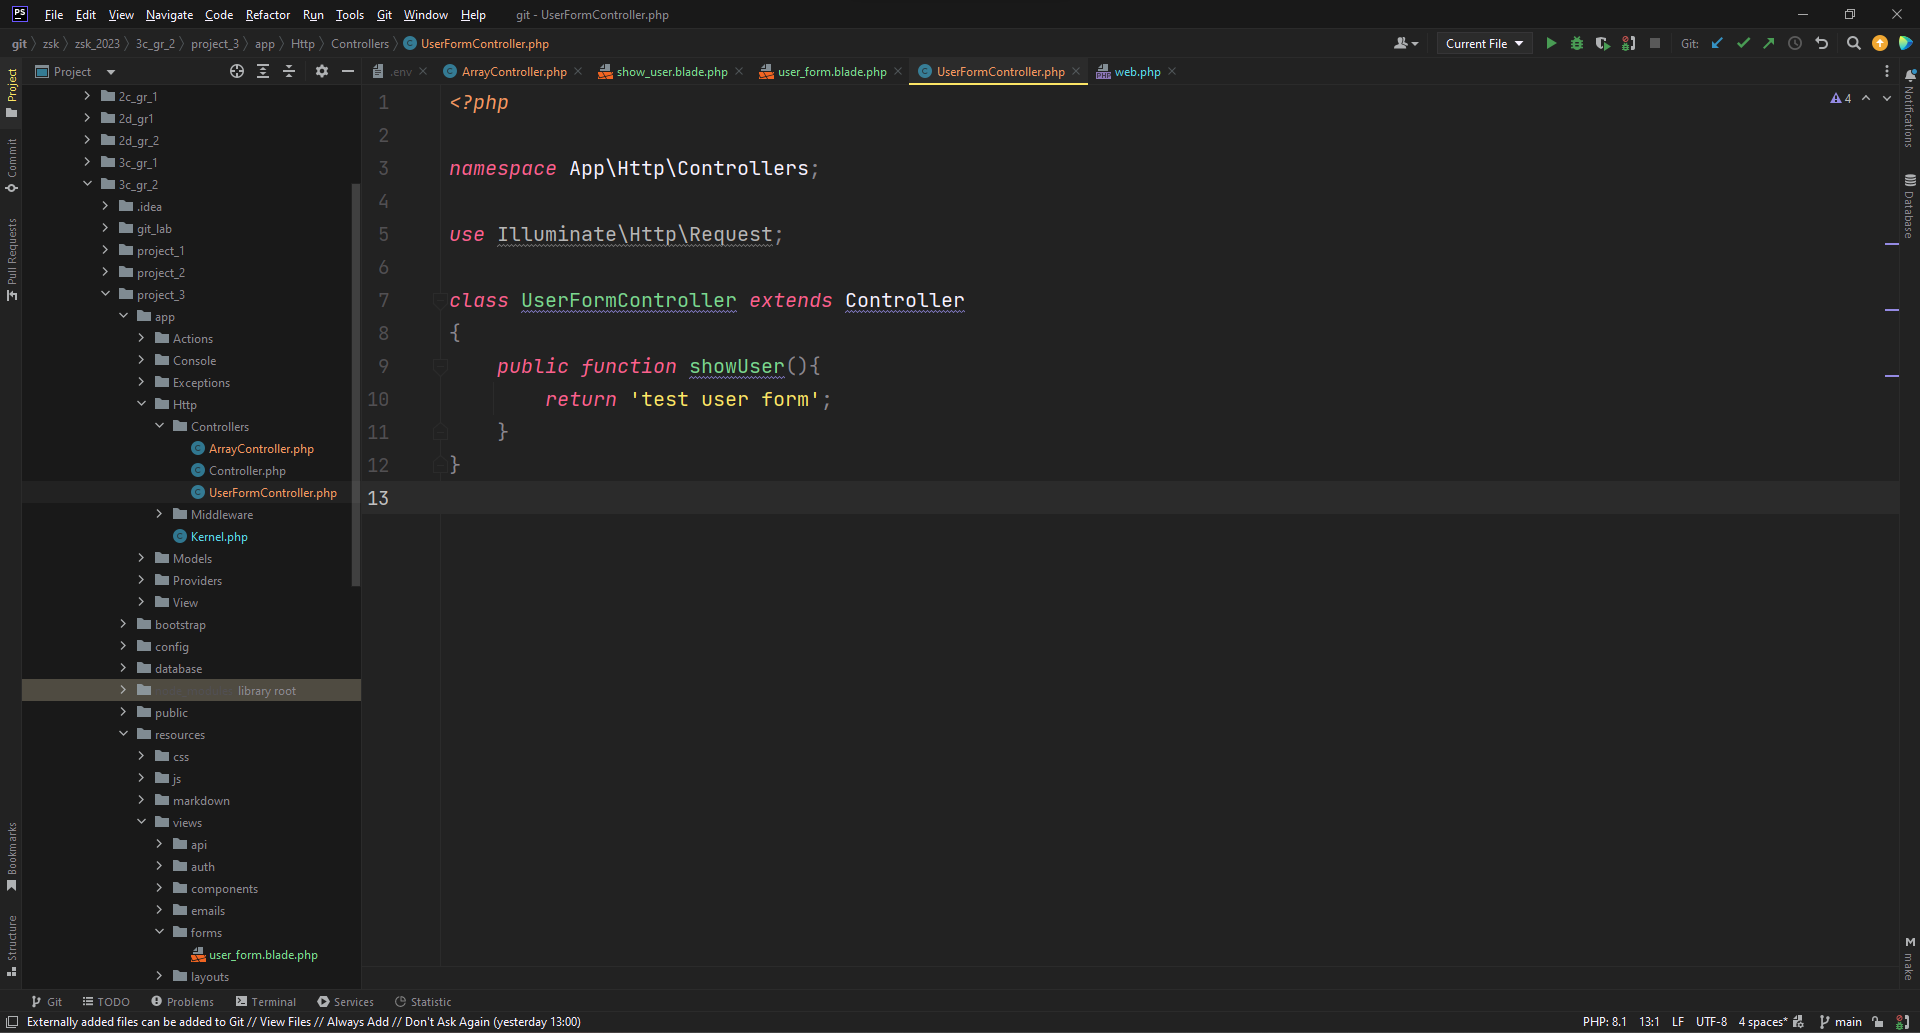 PS File Edit View Navigate Code Refactor Run Tools Git Window Help git - UserFormController.php
git zsk zsk_2023 3c_gr_2 project_3 app Http Controllers UserFormController.php Current File Git:
Project
.env ArrayController.php show_user.blade.php user_form.blade.php UserFormController.php web.php
Project
Commit
Pull Requests
Bookmarks
Structure
2c_gr_1
2d_gr1
2d_gr_2
3c_gr_1
3c_gr_2
.idea
git_lab
project_1
project_2
project_3
app
Actions
Console
Exceptions
Http
Controllers
ArrayController.php
Controller.php
UserFormController.php
Middleware
Kernel.php
Models
Providers
View
bootstrap
config
database
library root
public
resources
css
js
markdown
views
api
auth
components
emails
forms
user_form.blade.php
layouts
4
1 <?php
2
3 namespace App\Http\Controllers;
4
5 use Illuminate\Http\Request;
6
7 class UserFormController extends Controller
8 {
9 public function showUser(){
10 return 'test user form';
11 }
12 }
13
Notifications
Database
M make
Git TODO Problems Terminal Services Statistic
Externally added files can be added to Git // View Files // Always Add // Don't Ask Again (yesterday 13:00) PHP: 8.1 13:1 LF UTF-8 4 spaces* main